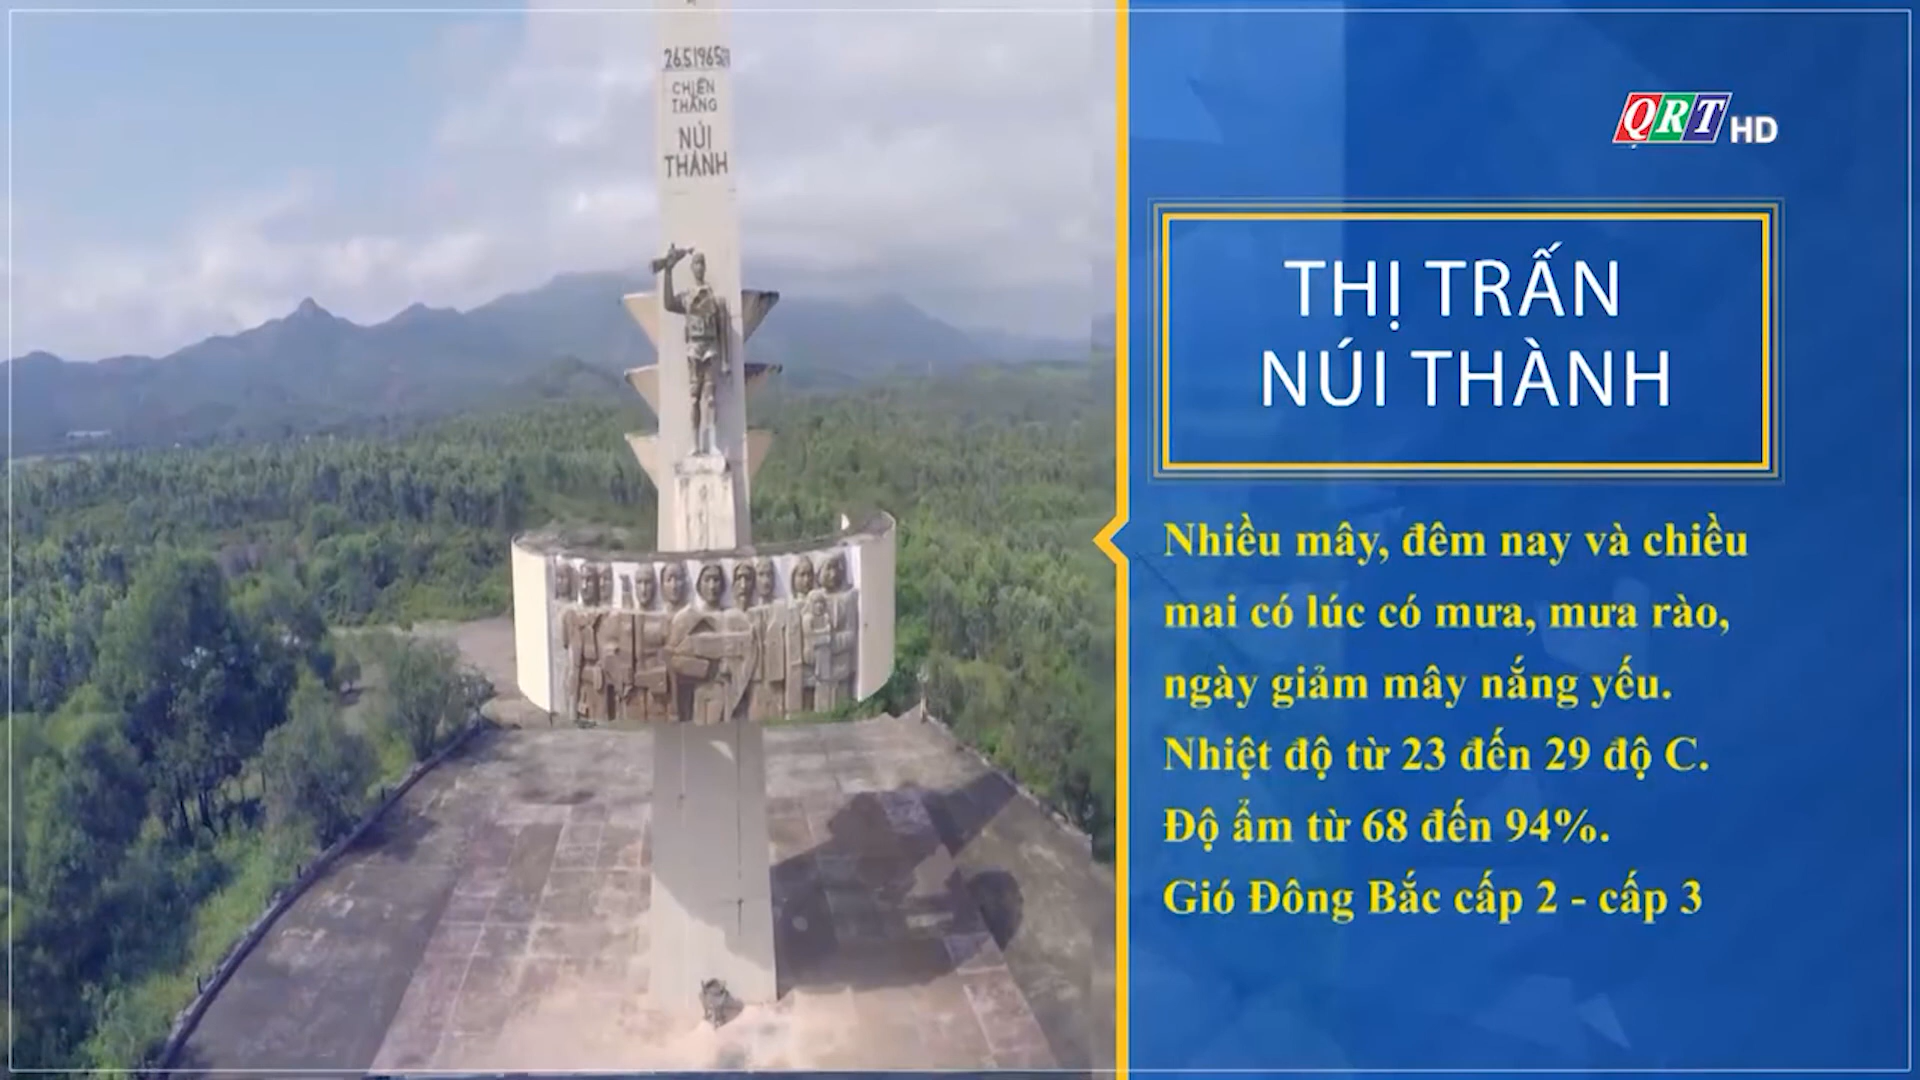 26.5.1965
CHIẾN
THẮNG
NÚI
THÀNH
QRT HD
THỊ TRẤN
NÚI THÀNH
Nhiều mây, đêm nay và chiều
mai có lúc có mưa, mưa rào,
ngày giảm mây nắng yếu.
Nhiệt độ từ 23 đến 29 độ C.
Độ ẩm từ 68 đến 94%.
Gió Đông Bắc cấp 2 - cấp 3